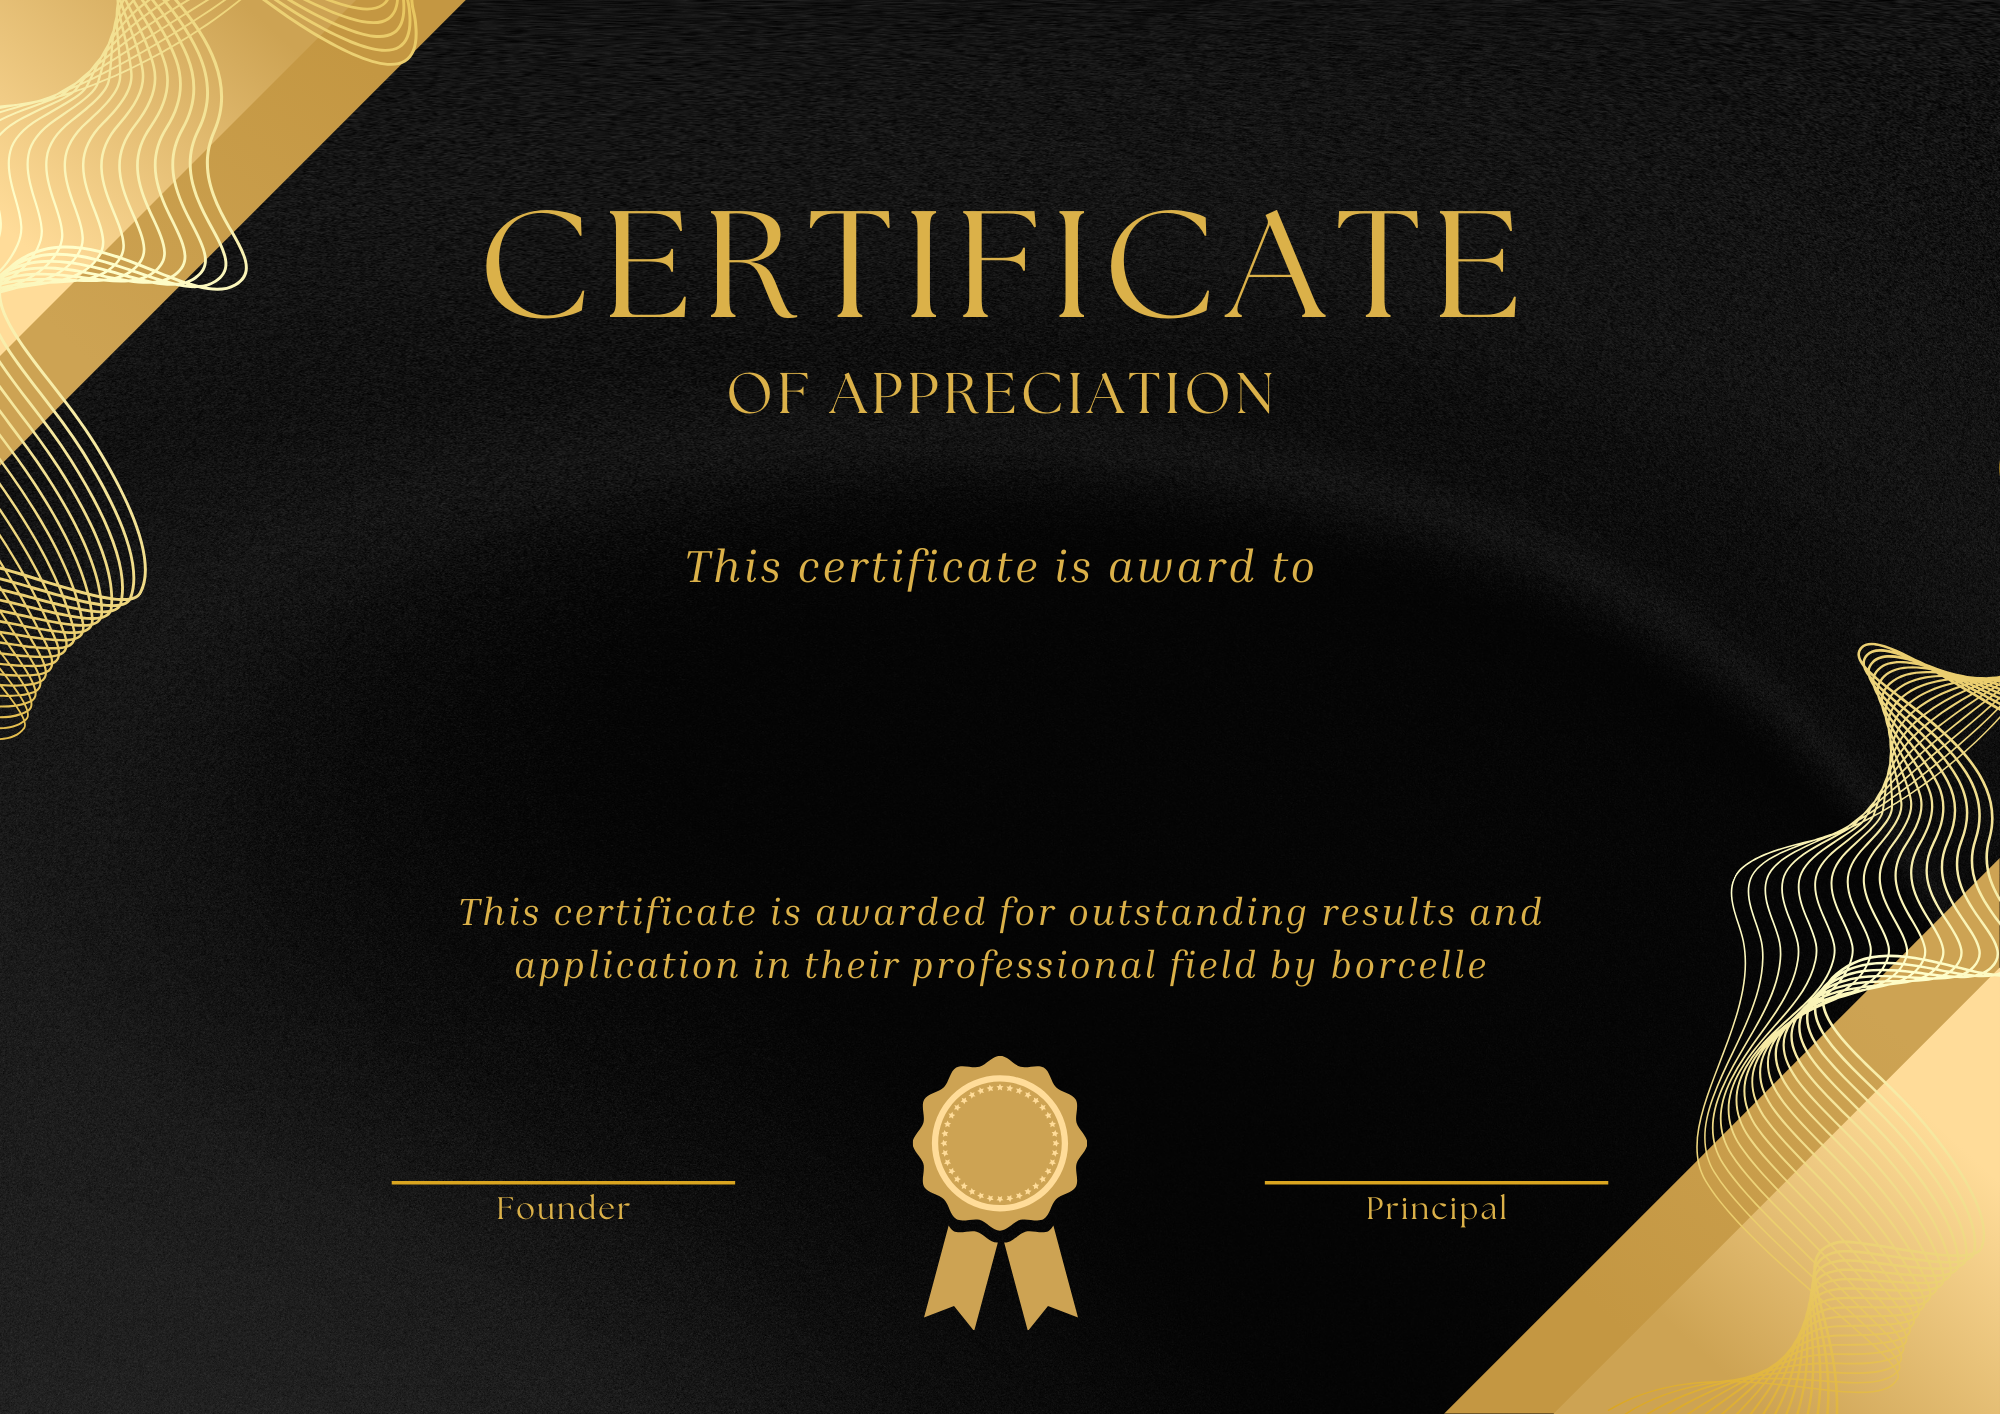 CERTIFICATE
OF APPRECIATION
This certificate is award to
This certificate is awarded for outstanding results and
application in their professional field by borcelle
Founder
Principal